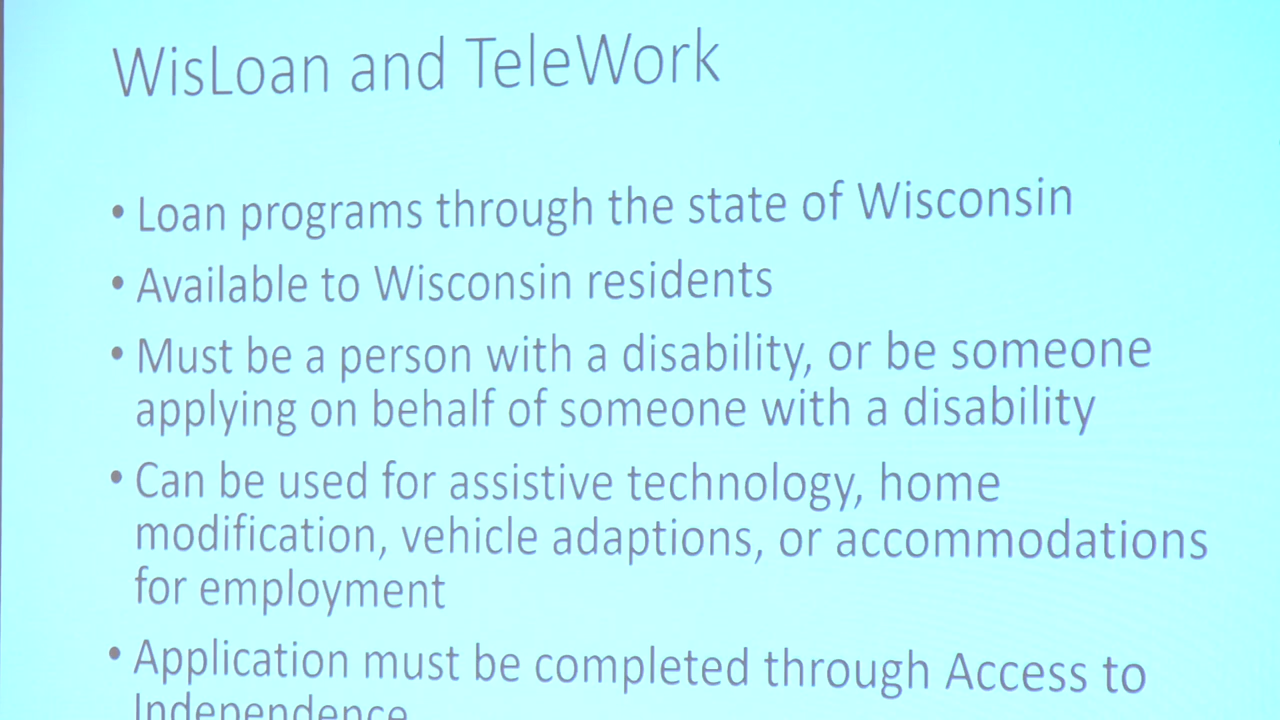 WisLoan and TeleWork
• Loan programs through the state of Wisconsin
• Available to Wisconsin residents
• Must be a person with a disability, or be someone
applying on behalf of someone with a disability
• Can be used for assistive technology, home
modification, vehicle adaptions, or accommodations
for employment
• Application must be completed through Access to
Independence